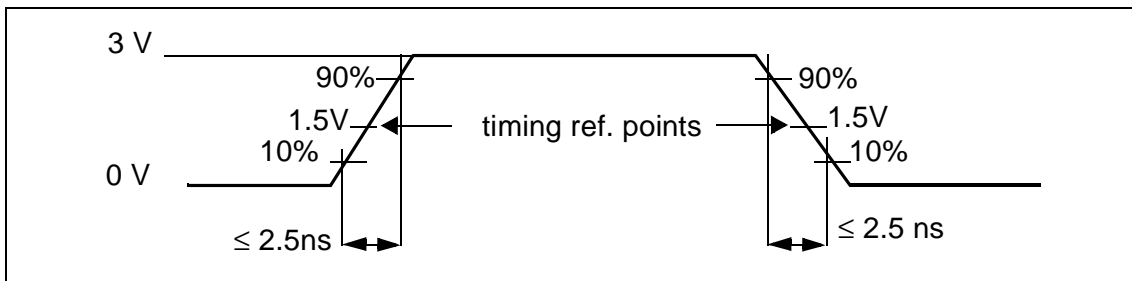 3 V
90%
90%
1.5V
timing ref. points
1.5V
10%
10%
0 V
≤ 2.5ns
≤ 2.5 ns